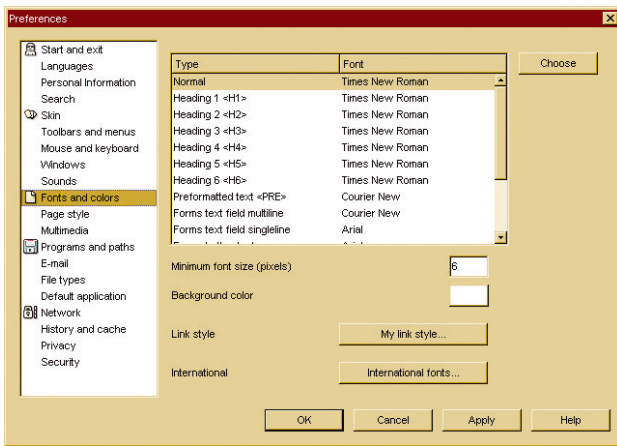 Preferences
Start and exit
Languages
Personal Information
Search
Skin
Toolbars and menus
Mouse and keyboard
Windows
Sounds
Fonts and colors
Page style
Multimedia
Programs and paths
E-mail
File types
Default application
Network
History and cache
Privacy
Security
Type Font
Normal Times New Roman
Heading 1 <H1> Times New Roman
Heading 2 <H2> Times New Roman
Heading 3 <H3> Times New Roman
Heading 4 <H4> Times New Roman
Heading 5 <H5> Times New Roman
Heading 6 <H6> Times New Roman
Preformatted text <PRE> Courier New
Forms text field multiline Courier New
Forms text field singleline Arial
Choose
Minimum font size (pixels) 6
Background color
Link style My link style...
International International fonts...
OK Cancel Apply Help